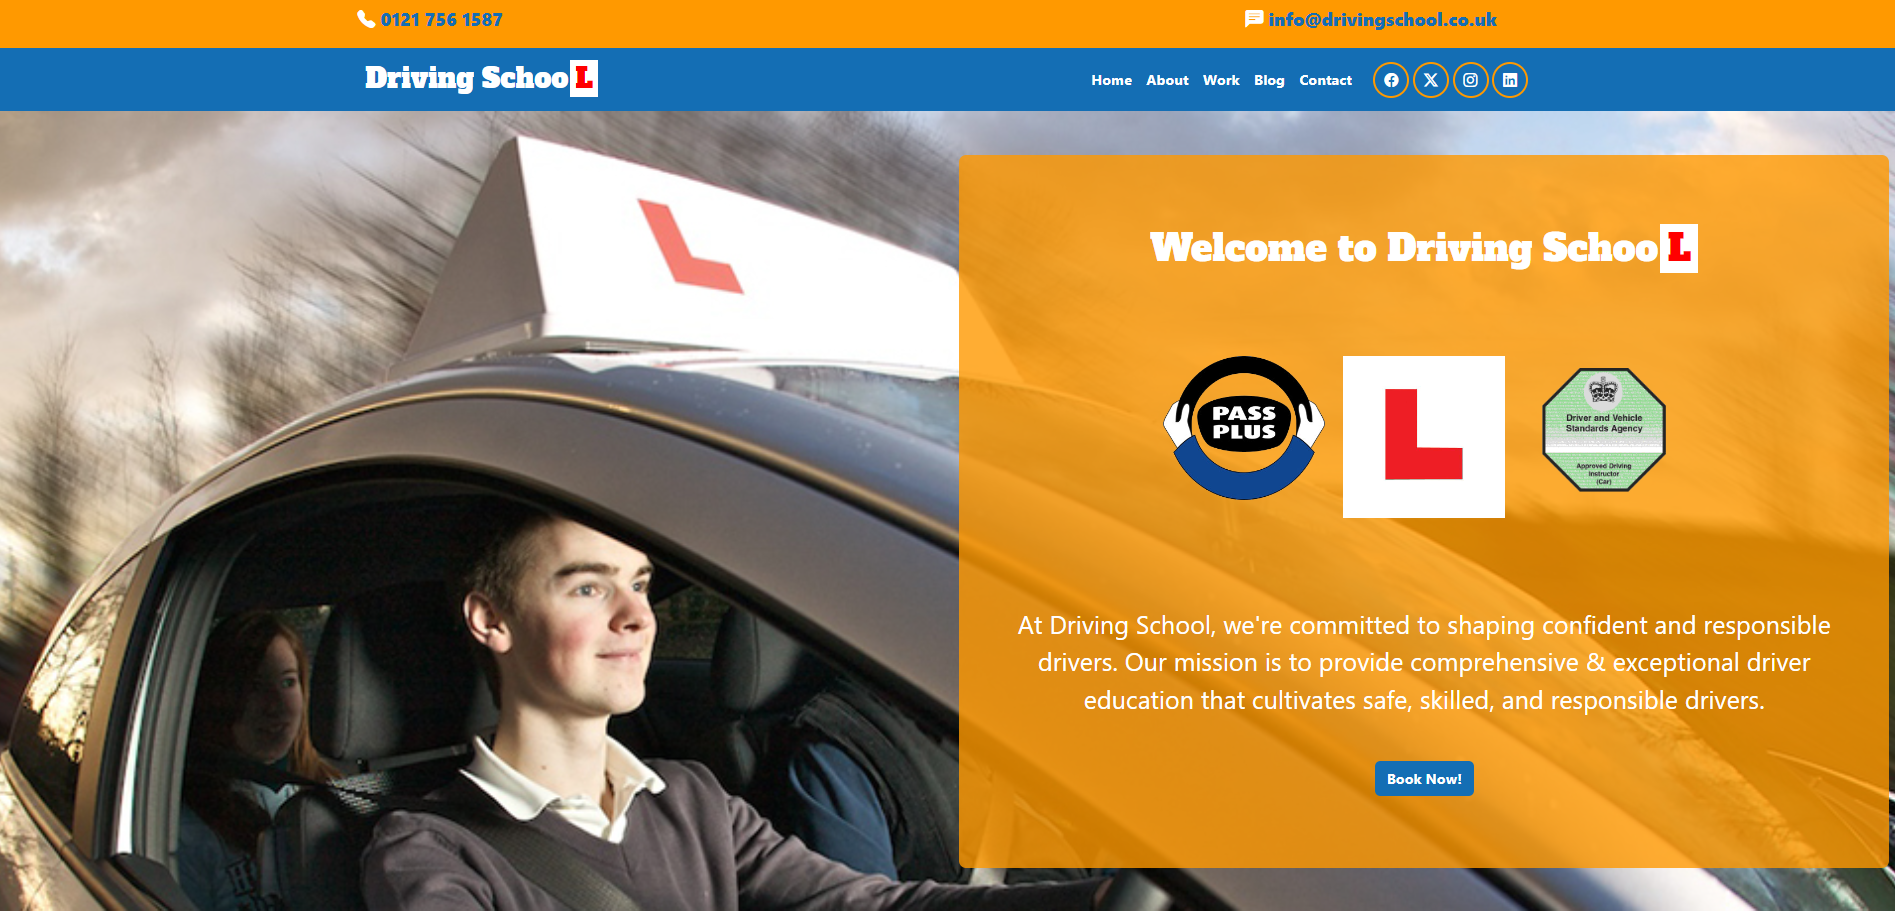 0121 756 1587
info@drivingschool.co.uk
Driving School
Home About Work Blog Contact
L
Welcome to Driving School
PASS
PLUS
L
Driver and Vehicle
Standards Agency
Approved Driving
Instructor
(Car)
At Driving School, we're committed to shaping confident and responsible
drivers. Our mission is to provide comprehensive & exceptional driver
education that cultivates safe, skilled, and responsible drivers.
Book Now!